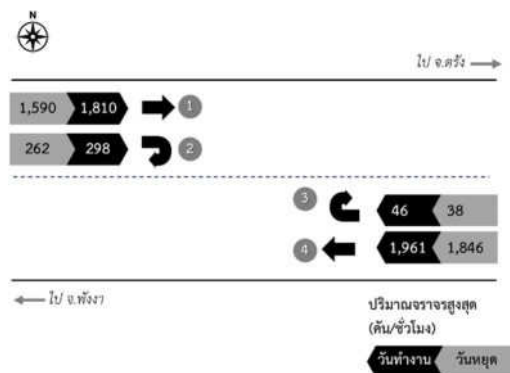 N
ไป จ.ตรัง
1,590 1,810 1
262 298 2
3 46 38
4 1,961 1,846
ไป จ.พังงา
ปริมาณจราจรสูงสุด
(คัน/ชั่วโมง)
วันทำงาน วันหยุด